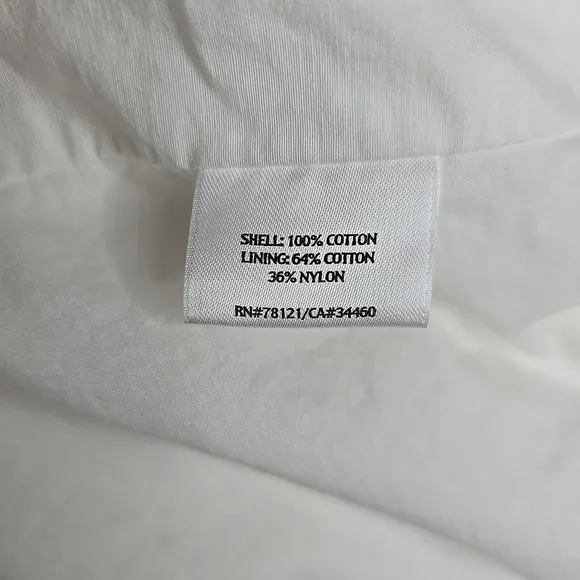 SHELL: 100% COTTON
LINING: 64% COTTON
36% NYLON
RN#78121/CA#34460